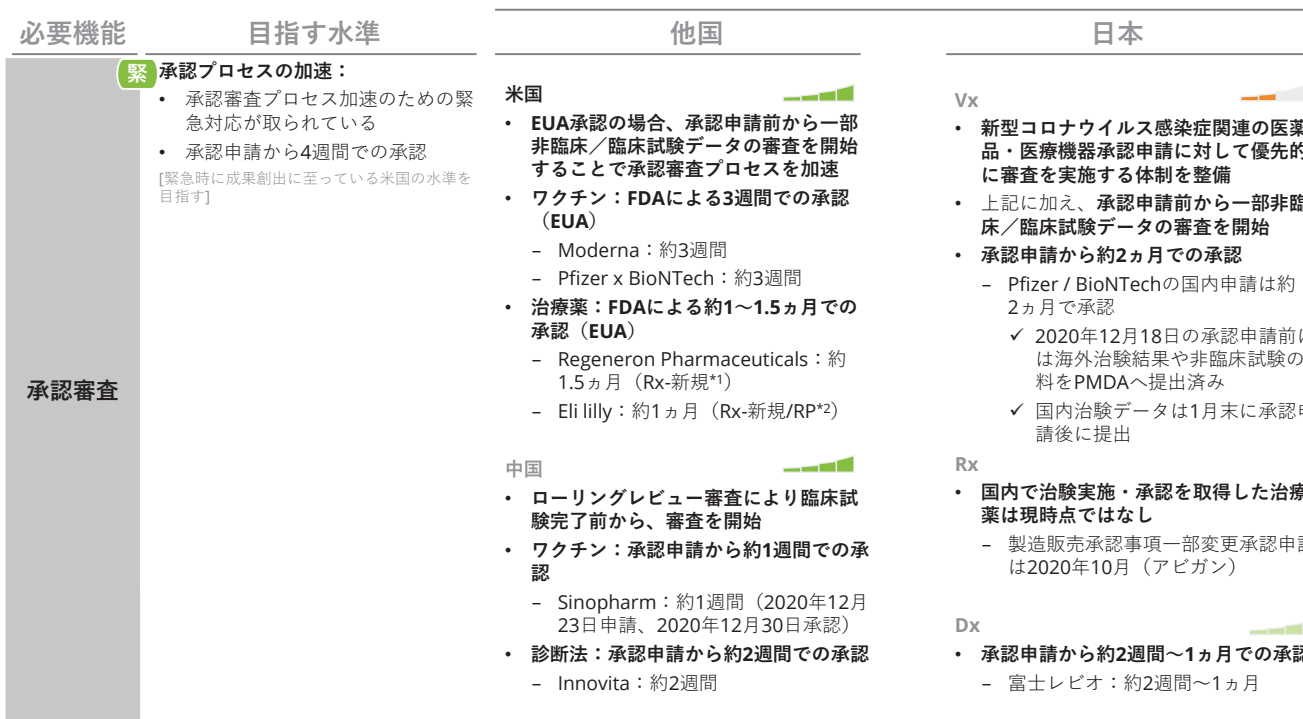 必要機能
目指す水準
他国
日本
承認審査
緊
承認プロセスの加速：
• 承認審査プロセス加速のための緊
急対応が取られている
• 承認申請から4週間での承認
[緊急時に成果創出に至っている米国の水準を
目指す]
米国
• EUA承認の場合、承認申請前から一部
非臨床／臨床試験データの審査を開始
することで承認審査プロセスを加速
• ワクチン：FDAによる3週間での承認
（EUA）
– Moderna：約3週間
– Pfizer x BioNTech：約3週間
• 治療薬：FDAによる約1～1.5ヵ月での
承認（EUA）
– Regeneron Pharmaceuticals：約
1.5ヵ月（Rx-新規*1）
– Eli lilly：約1ヵ月（Rx-新規/RP*2）
中国
• ローリングレビュー審査により臨床試
験完了前から、審査を開始
• ワクチン：承認申請から約1週間での承
認
– Sinopharm：約1週間（2020年12月
23日申請、2020年12月30日承認）
• 診断法：承認申請から約2週間での承認
– Innovita：約2週間
Vx
• 新型コロナウイルス感染症関連の医薬
品・医療機器承認申請に対して優先的
に審査を実施する体制を整備
• 上記に加え、承認申請前から一部非臨
床／臨床試験データの審査を開始
• 承認申請から約2ヵ月での承認
– Pfizer / BioNTechの国内申請は約
2ヵ月で承認
✓ 2020年12月18日の承認申請前に
は海外治験結果や非臨床試験の
料をPMDAへ提出済み
✓ 国内治験データは1月末に承認申
請後に提出
Rx
• 国内で治験実施・承認を取得した治療
薬は現時点ではなし
– 製造販売承認事項一部変更承認申請
は2020年10月（アビガン）
Dx
• 承認申請から約2週間～1ヵ月での承認
– 富士レビオ：約2週間～1ヵ月